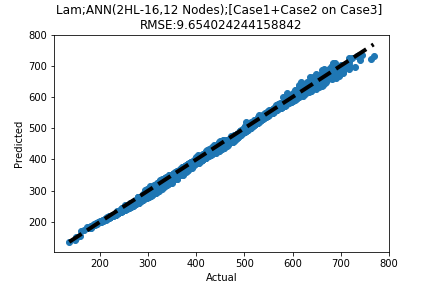 Lam;ANN(2HL-16,12 Nodes);[Case1+Case2 on Case3]
RMSE:9.654024244158842
800
700
600
500
400
300
200
Predicted
200 300 400 500 600 700 800
Actual